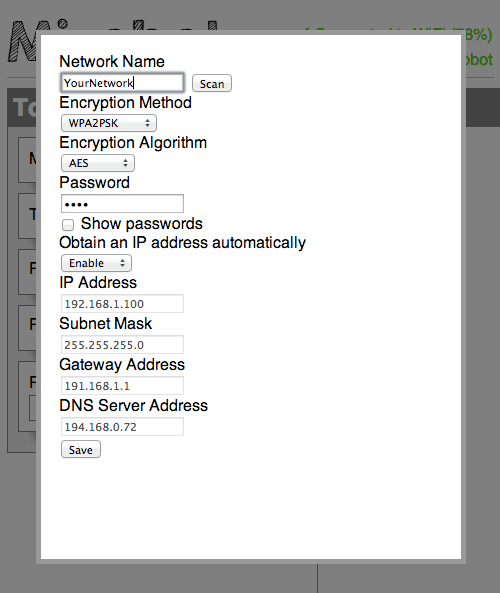 Network Name
YourNetwork Scan
Encryption Method
WPA2PSK
Encryption Algorithm
AES
Password
••••
Show passwords
Obtain an IP address automatically
Enable
IP Address
192.168.1.100
Subnet Mask
255.255.255.0
Gateway Address
191.168.1.1
DNS Server Address
194.168.0.72
Save